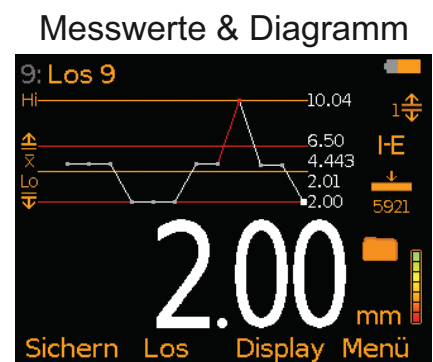 Messwerte & Diagramm
9: Los 9
Hi 10.04
1
6.50
I-E
x̄ 4.443
Lo 2.01
2.00
5921
2.00
mm
Sichern Los Display Menü